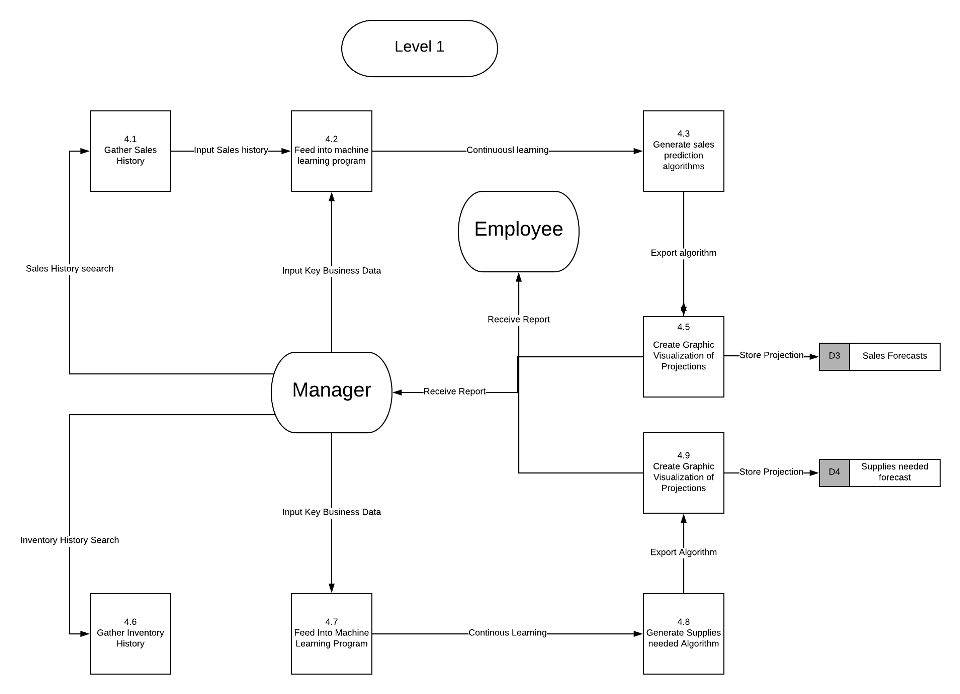 Level 1
4.1
Gather Sales
History
Input Sales history
4.2
Feed into machine
learning program
Continuousl learning
4.3
Generate sales
prediction
algorithms
Employee
Sales History seearch
Input Key Business Data
Export algorithm
Receive Report
4.5
Create Graphic
Visualization of
Projections
Store Projection
D3
Sales Forecasts
Manager
Receive Report
4.9
Create Graphic
Visualization of
Projections
Store Projection
D4
Supplies needed
forecast
Input Key Business Data
Inventory History Search
Export Algorithm
4.6
Gather Inventory
History
4.7
Feed Into Machine
Learning Program
Continous Learning
4.8
Generate Supplies
needed Algorithm